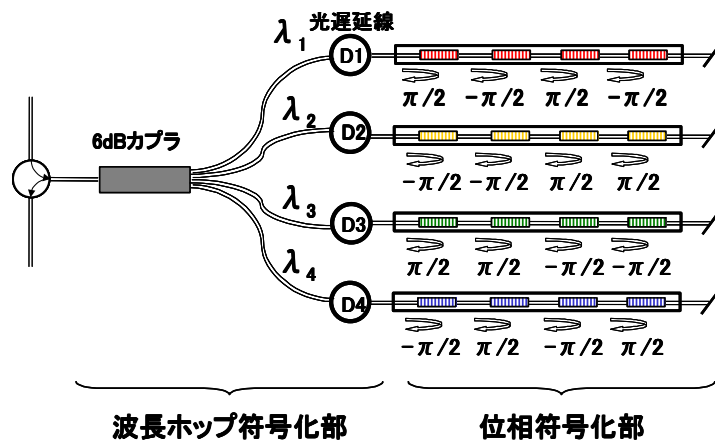 光遅延線
λ1
D1
π/2 -π/2 π/2 -π/2
λ2
D2
-π/2 -π/2 π/2 π/2
6dBカプラ
λ3
D3
π/2 π/2 -π/2 -π/2
λ4
D4
-π/2 π/2 -π/2 π/2
波長ホップ符号化部
位相符号化部